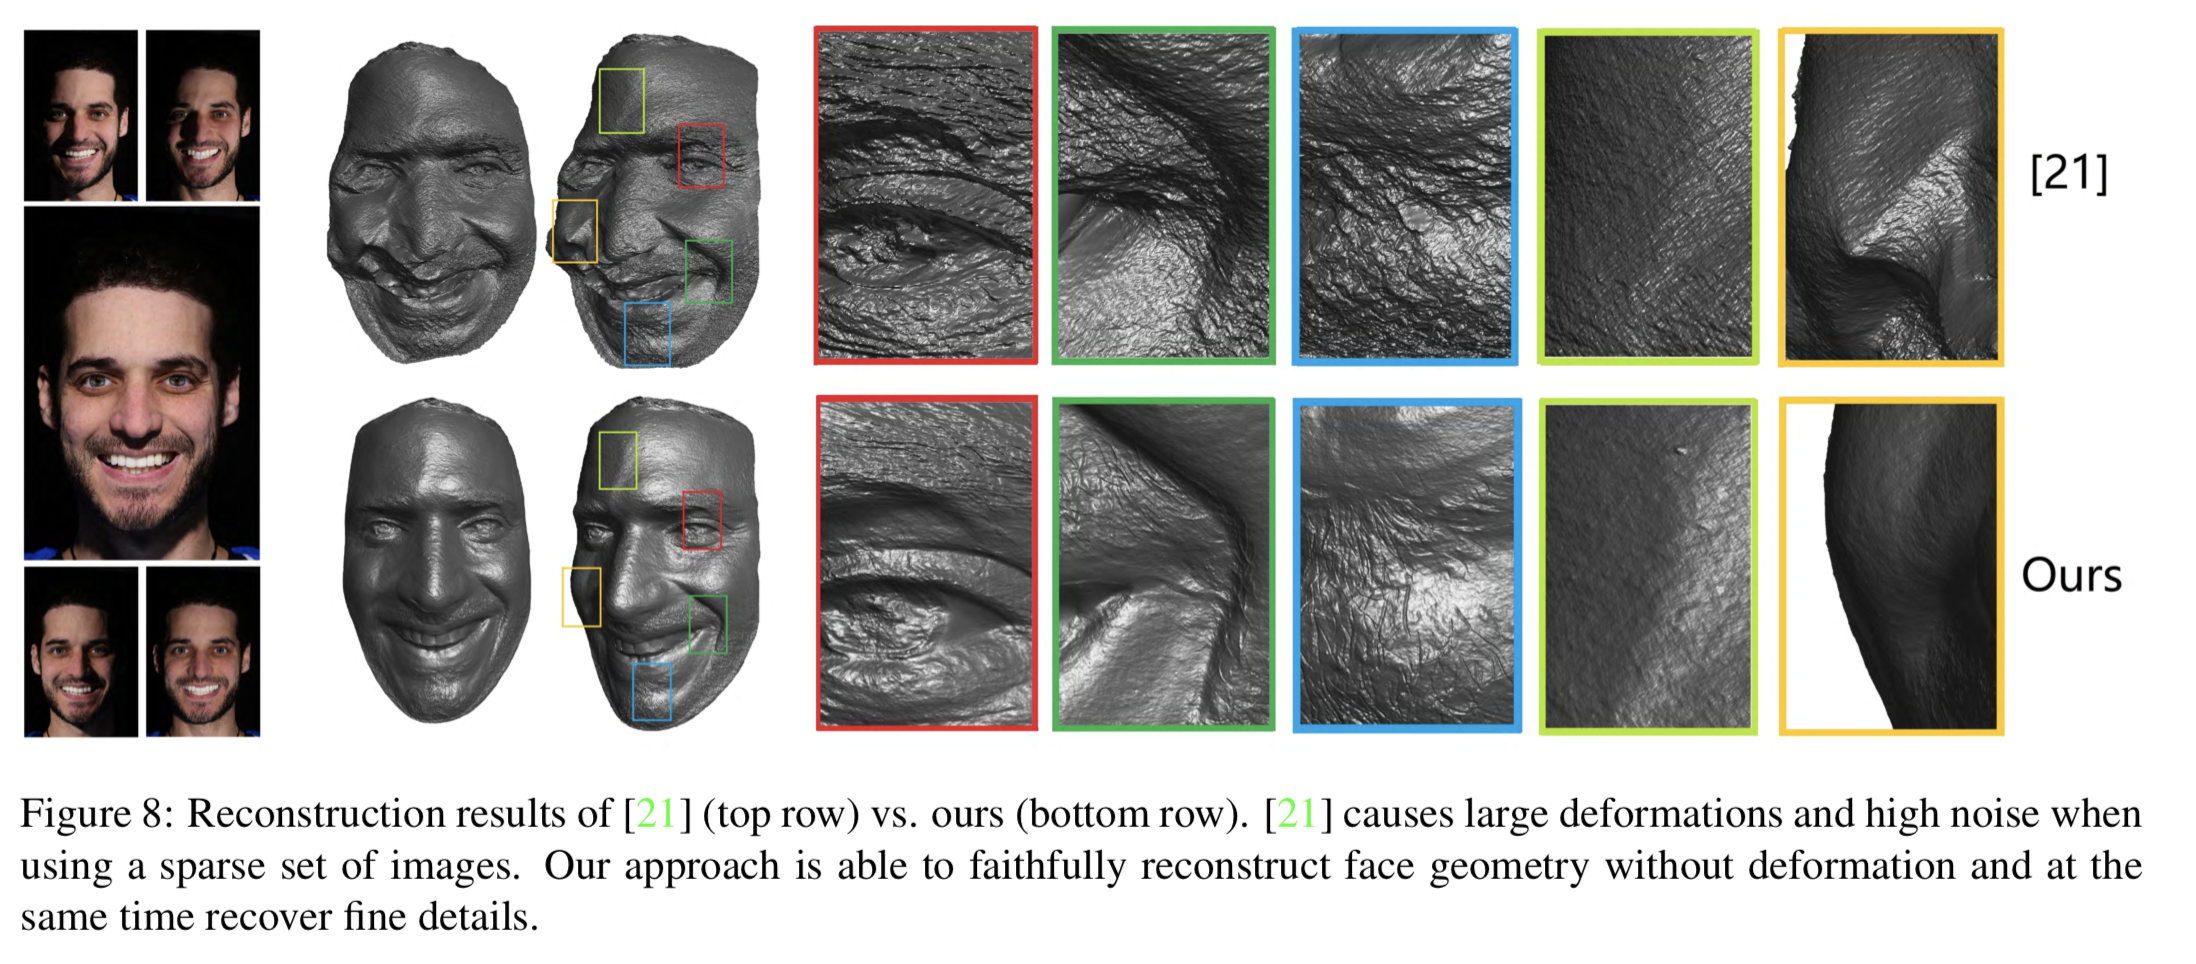 [21]
Ours
Figure 8: Reconstruction results of [21] (top row) vs. ours (bottom row). [21] causes large deformations and high noise when
using a sparse set of images. Our approach is able to faithfully reconstruct face geometry without deformation and at the
same time recover fine details.